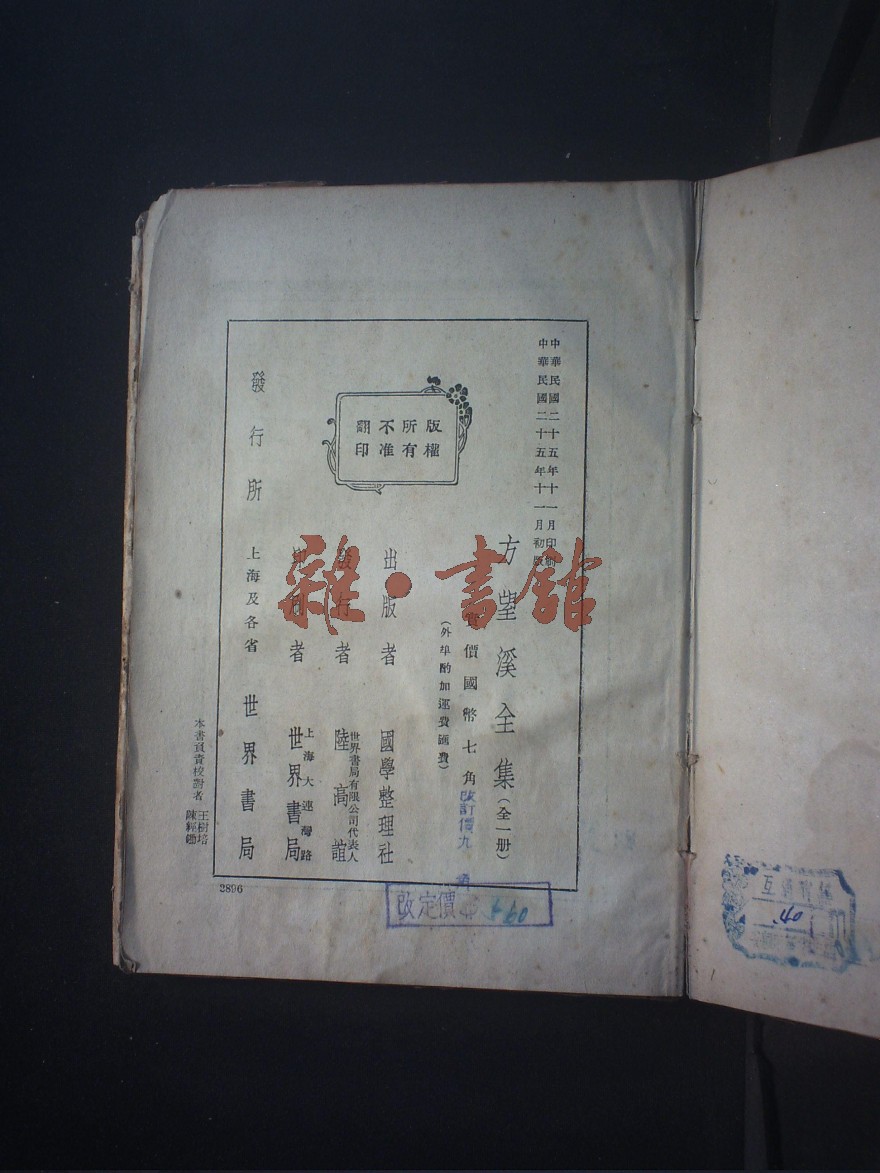 中華民國二十五年十一月印刷
中華民國二十五年十一月初版
方望溪全集（全一册）
價國幣七角
改訂價九
（外埠酌加運費匯費）
版權所有
不准翻印
出版者 國學整理社
發行者 世界書局有限公司代表人 陸高誼
印刷者 上海大連灣路 世界書局
發行所 上海及各省 世界書局
本書負責校對者 王樹培
陳經鋤
2896
改定價
雜·書館